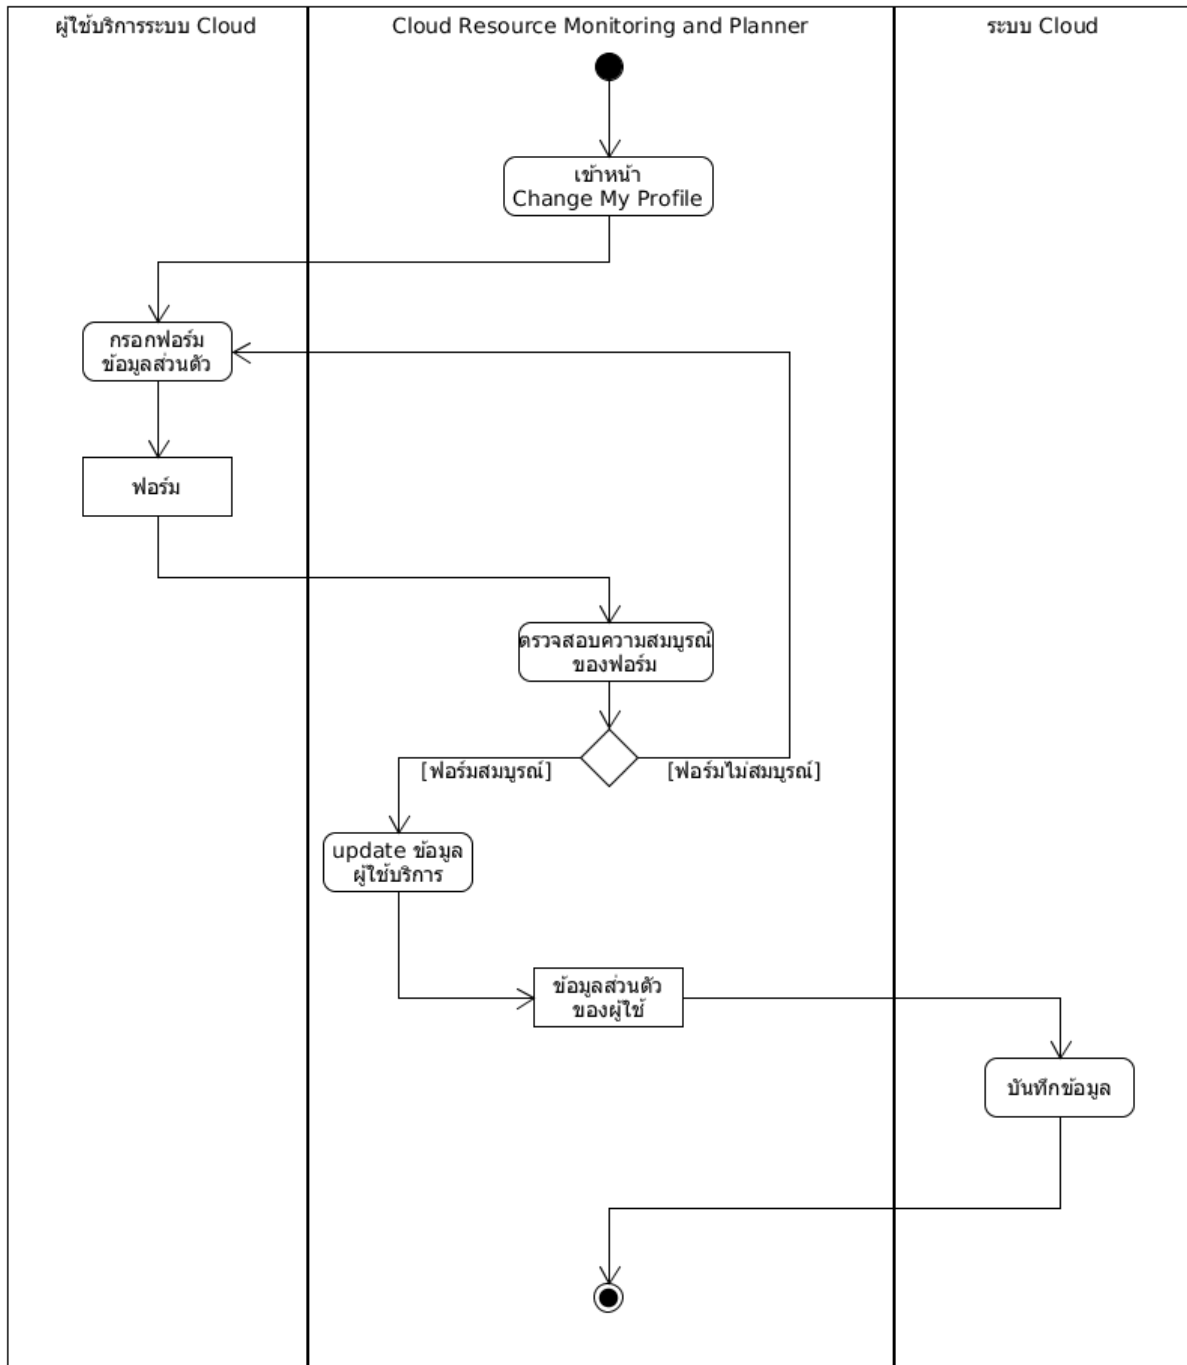 ผู้ใช้บริการระบบ Cloud
Cloud Resource Monitoring and Planner
ระบบ Cloud
เข้าหน้า
Change My Profile
กรอกฟอร์ม
ข้อมูลส่วนตัว
ฟอร์ม
ตรวจสอบความสมบูรณ์
ของฟอร์ม
[ฟอร์มสมบูรณ์]
[ฟอร์มไม่สมบูรณ์]
update ข้อมูล
ผู้ใช้บริการ
ข้อมูลส่วนตัว
ของผู้ใช้
บันทึกข้อมูล